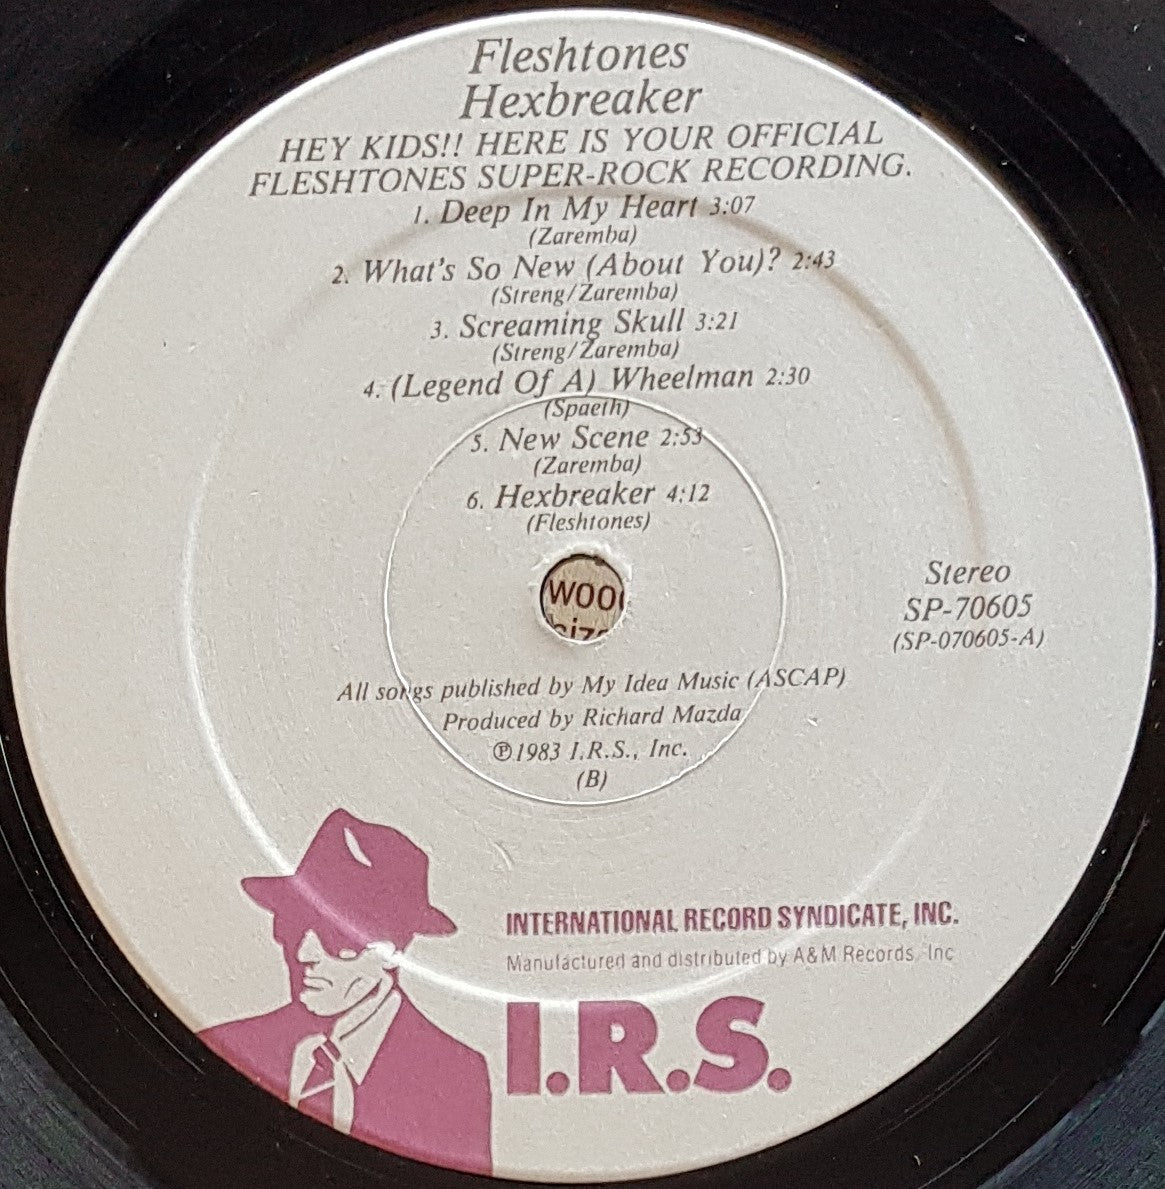 Fleshtones
Hexbreaker
HEY KIDS!! HERE IS YOUR OFFICIAL
FLESHTONES SUPER-ROCK RECORDING.
1. Deep In My Heart 3:07
(Zaremba)
2. What's So New (About You)? 2:43
(Streng/Zaremba)
3. Screaming Skull 3:21
(Streng/Zaremba)
4. (Legend Of A) Wheelman 2:30
(Spaeth)
5. New Scene 2:53
(Zaremba)
6. Hexbreaker 4:12
(Fleshtones)
Stereo
SP-70605
(SP-070605-A)
All songs published by My Idea Music (ASCAP)
Produced by Richard Mazda
℗1983 I.R.S., Inc.
(B)
INTERNATIONAL RECORD SYNDICATE, INC.
Manufactured and distributed by A&M Records, Inc
I.R.S.